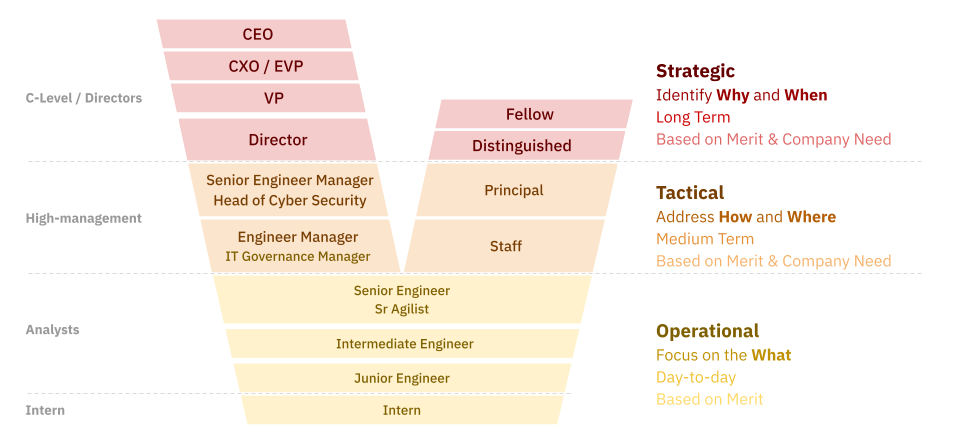 CEO
CXO / EVP
C-Level / Directors
VP
Director
Fellow
Distinguished
Strategic
Identify Why and When
Long Term
Based on Merit & Company Need
High-management
Senior Engineer Manager
Head of Cyber Security
Engineer Manager
IT Governance Manager
Principal
Staff
Tactical
Address How and Where
Medium Term
Based on Merit & Company Need
Analysts
Senior Engineer
Sr Agilist
Intermediate Engineer
Junior Engineer
Operational
Focus on the What
Day-to-day
Based on Merit
Intern
Intern